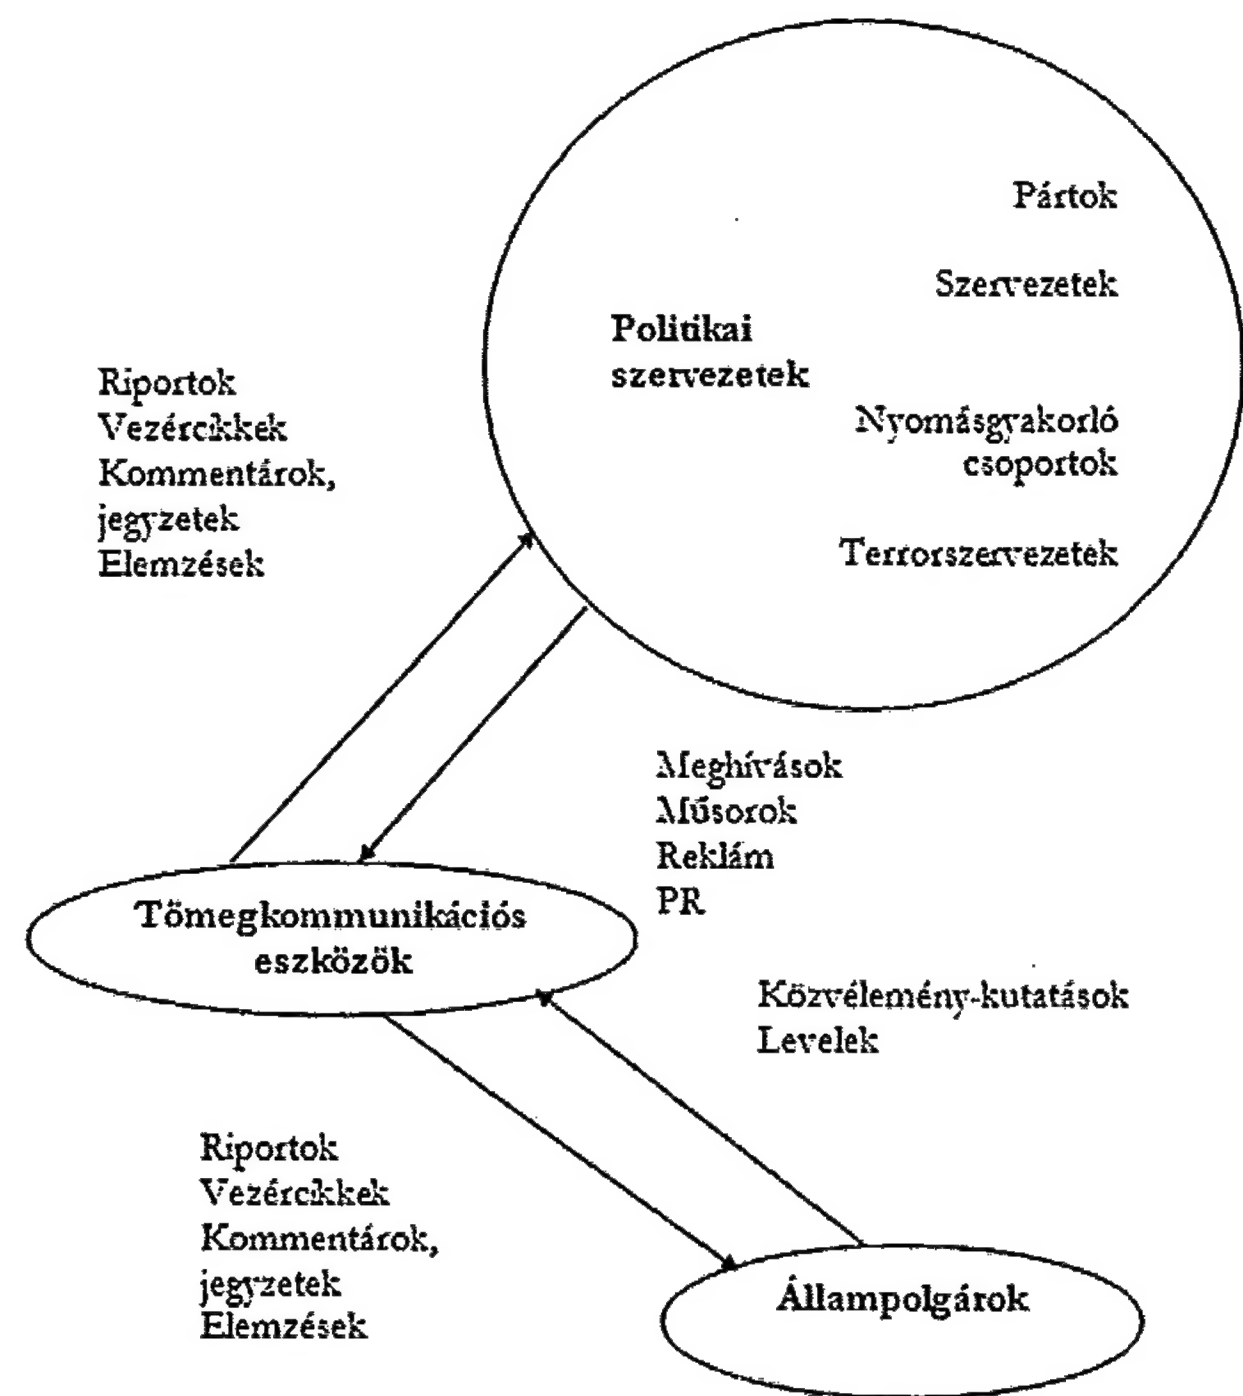 Pártok
Szervezetek
Politikai
szervezetek
Nyomásgyakorló
csoportok
Terrorszervezetek
Riportok
Vezércikkek
Kommentárok,
jegyzetek
Elemzések
Meghívások
Műsorok
Reklám
PR
Tömegkommunikációs
eszközök
Közvélemény-kutatások
Levelek
Riportok
Vezércikkek
Kommentárok,
jegyzetek
Elemzések
Állampolgárok